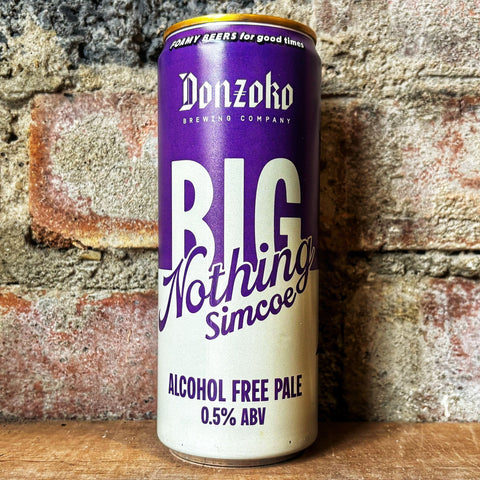 FOAMY BEERS for good times
Donzoko
BREWING COMPANY
BIG
Nothing
Simcoe
ALCOHOL FREE PALE
0.5% ABV